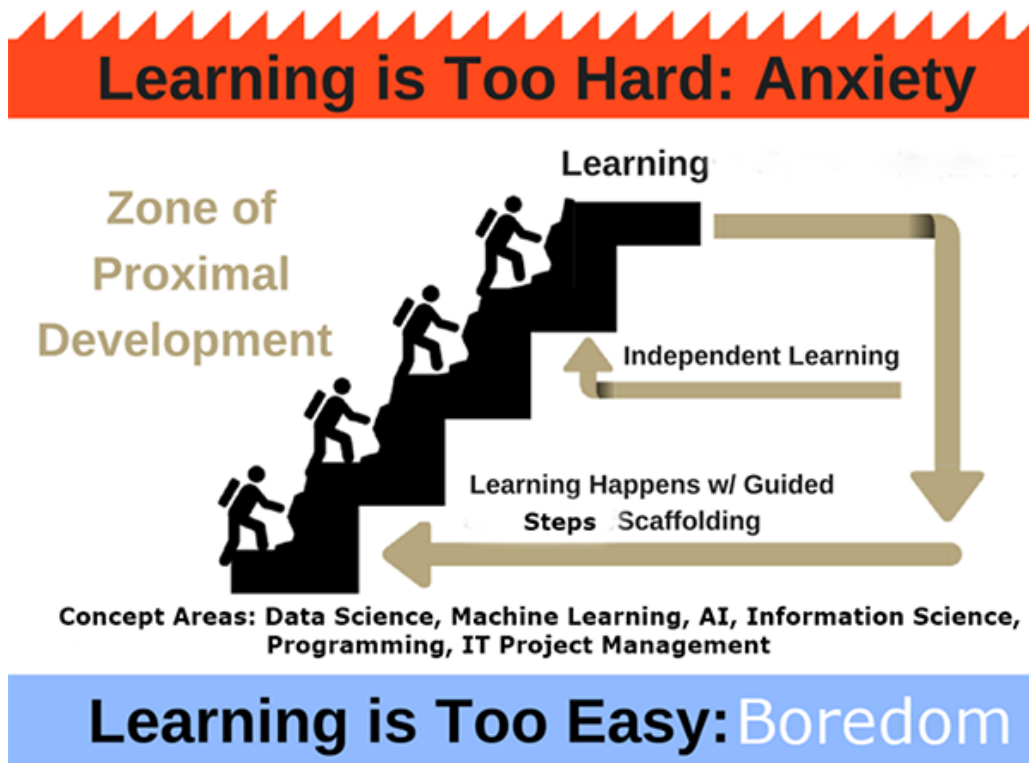 Learning is Too Hard: Anxiety
Learning
Zone of
Proximal
Development
Independent Learning
Learning Happens w/ Guided
Steps Scaffolding
Concept Areas: Data Science, Machine Learning, AI, Information Science,
Programming, IT Project Management
Learning is Too Easy: Boredom